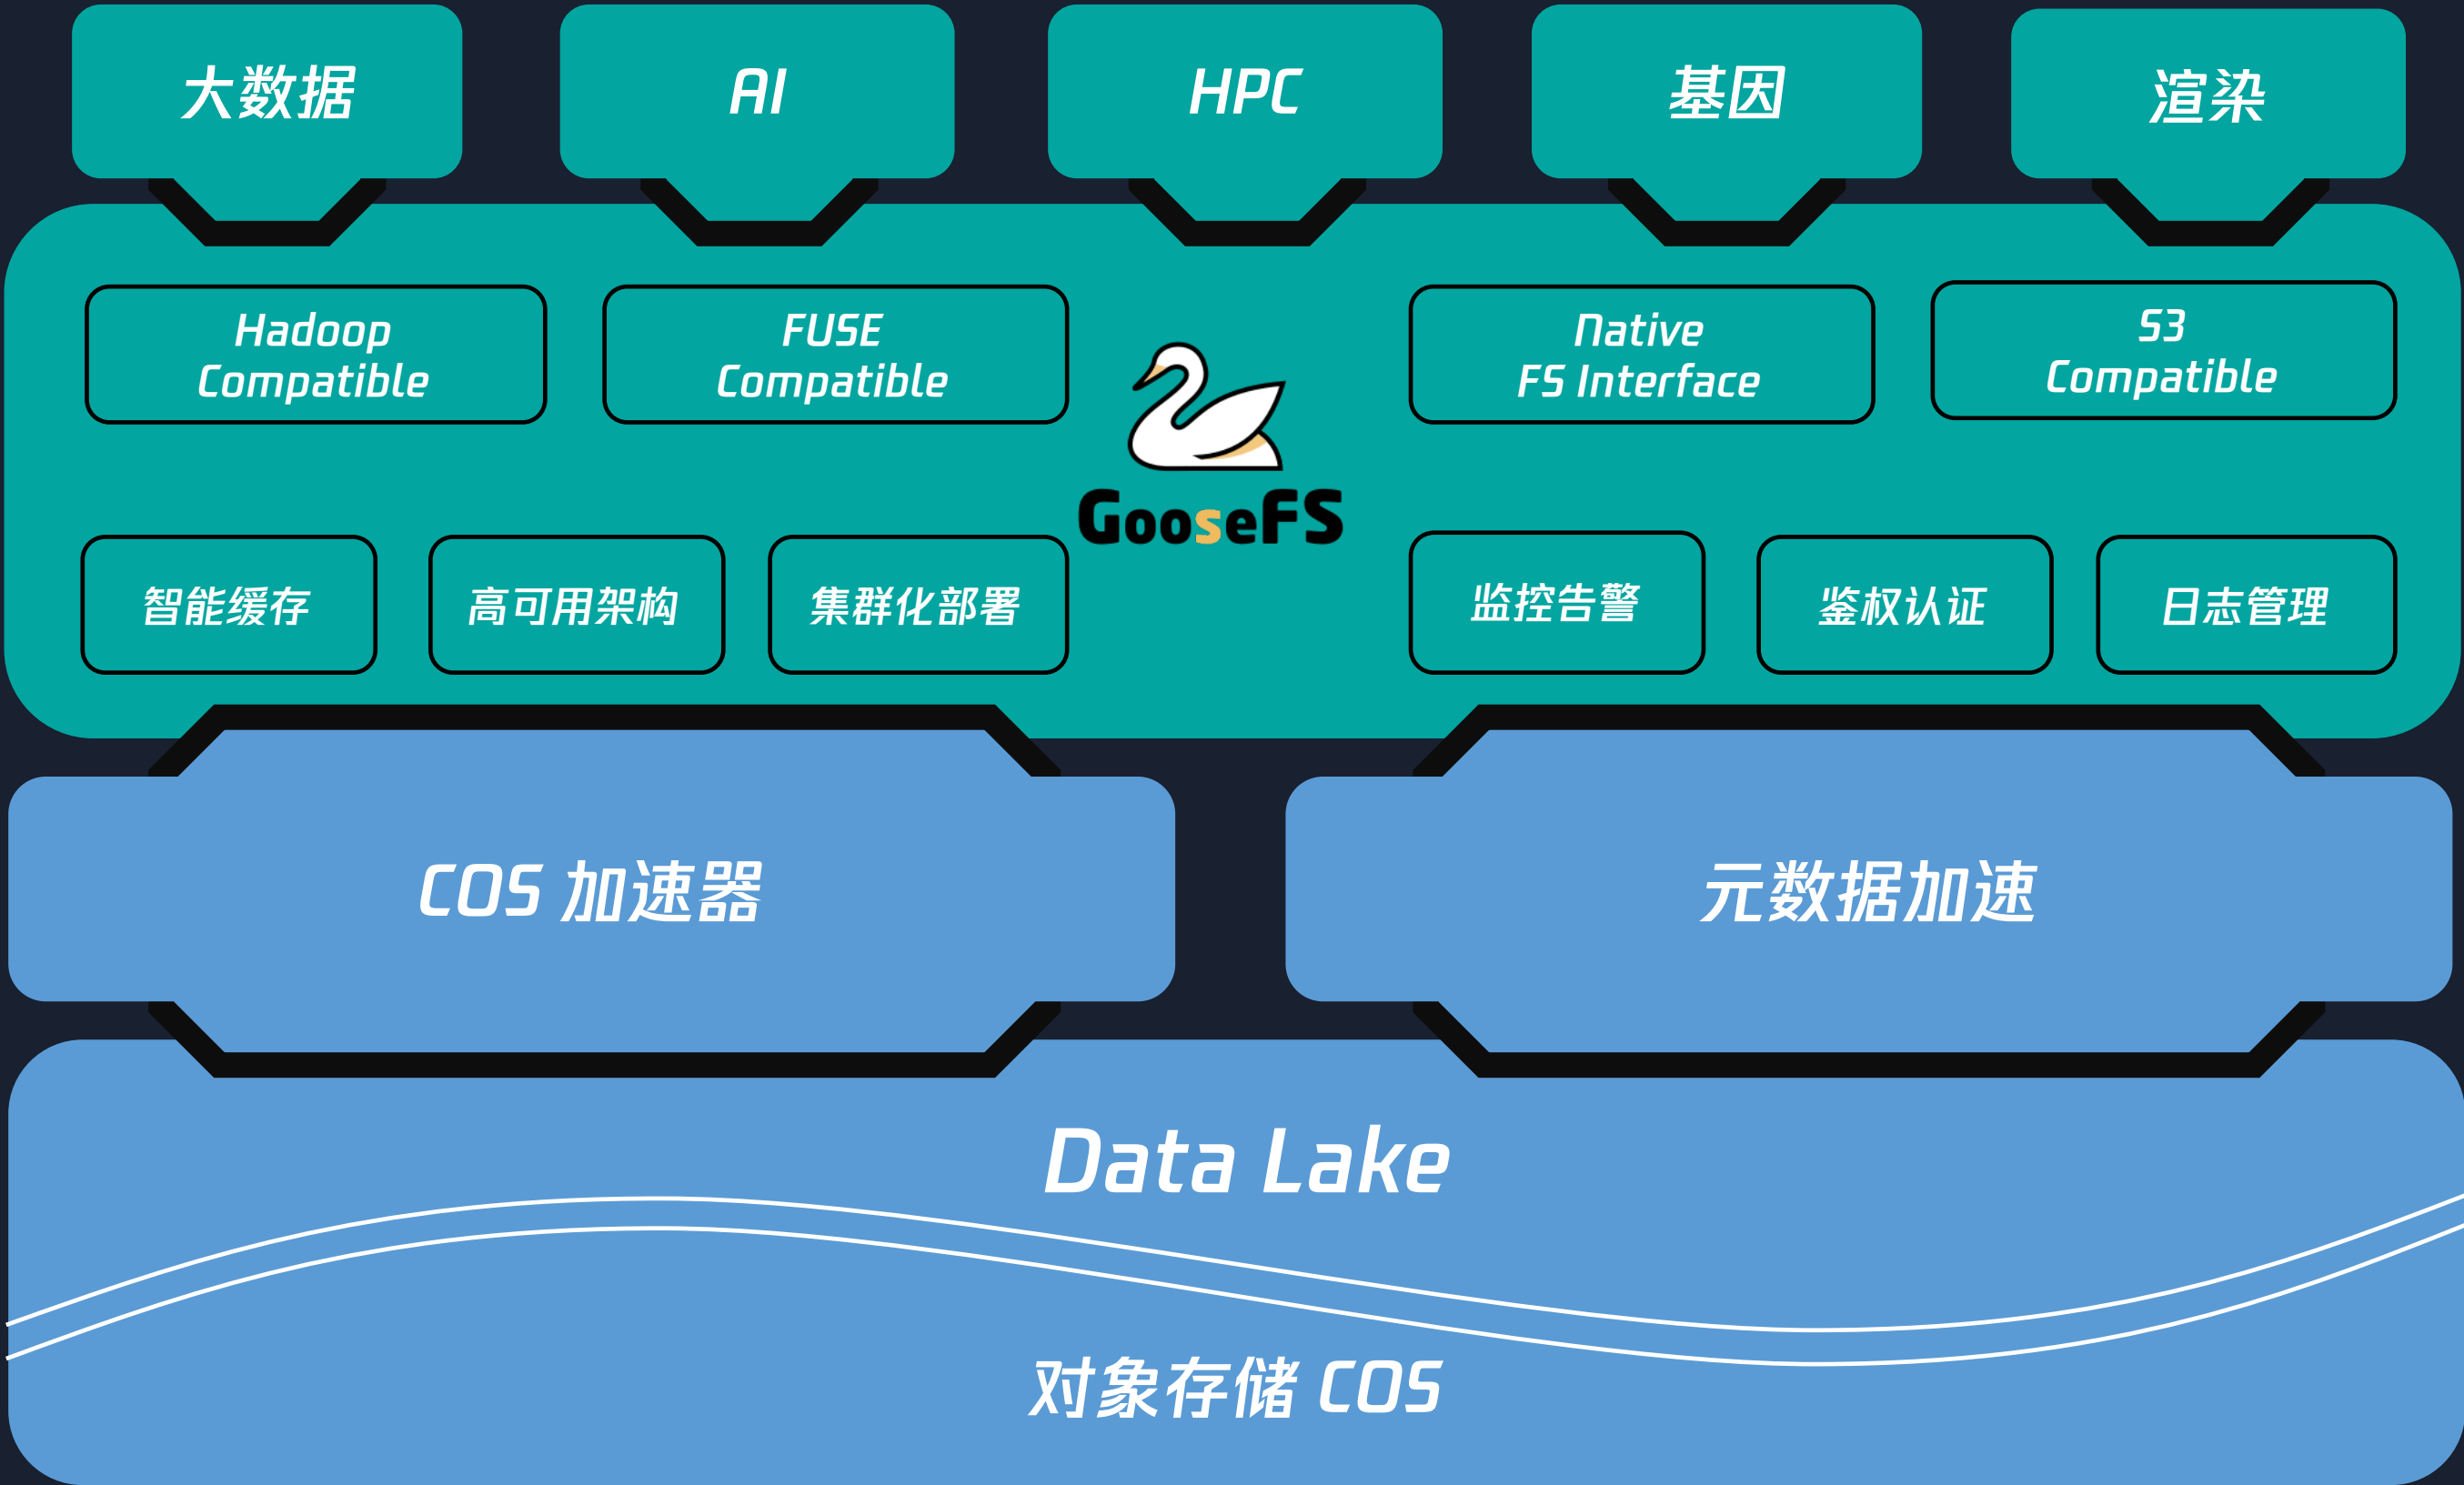 大数据
AI
HPC
基因
渲染
Hadoop
Compatible
FUSE
Compatible
Native
FS Interface
S3
Compatible
GooseFS
智能缓存
高可用架构
集群化部署
监控告警
鉴权认证
日志管理
COS 加速器
元数据加速
Data Lake
对象存储 COS